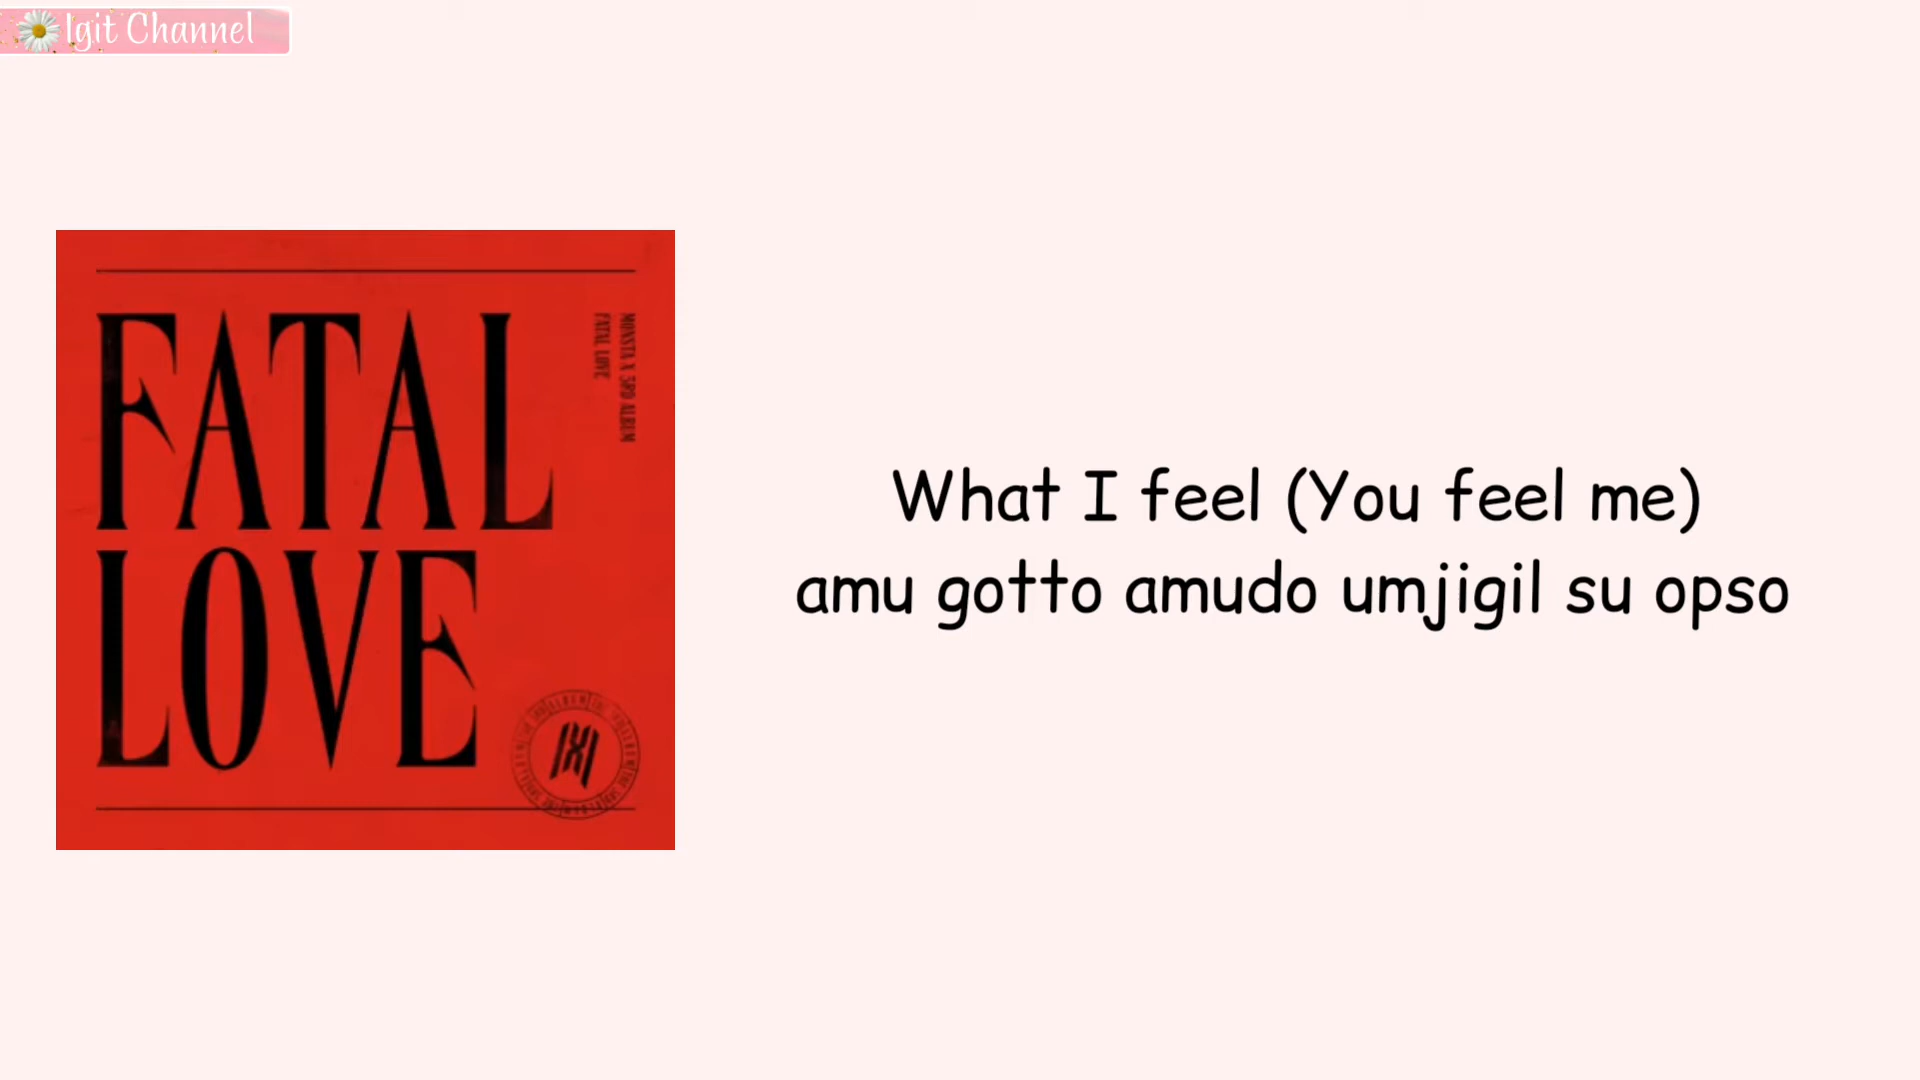 Igit Channel
FATAL
LOVE
MONSTA X 3RD ALBUM
FATAL LOVE
What I feel (You feel me)
amu gotto amudo umjigil su opso